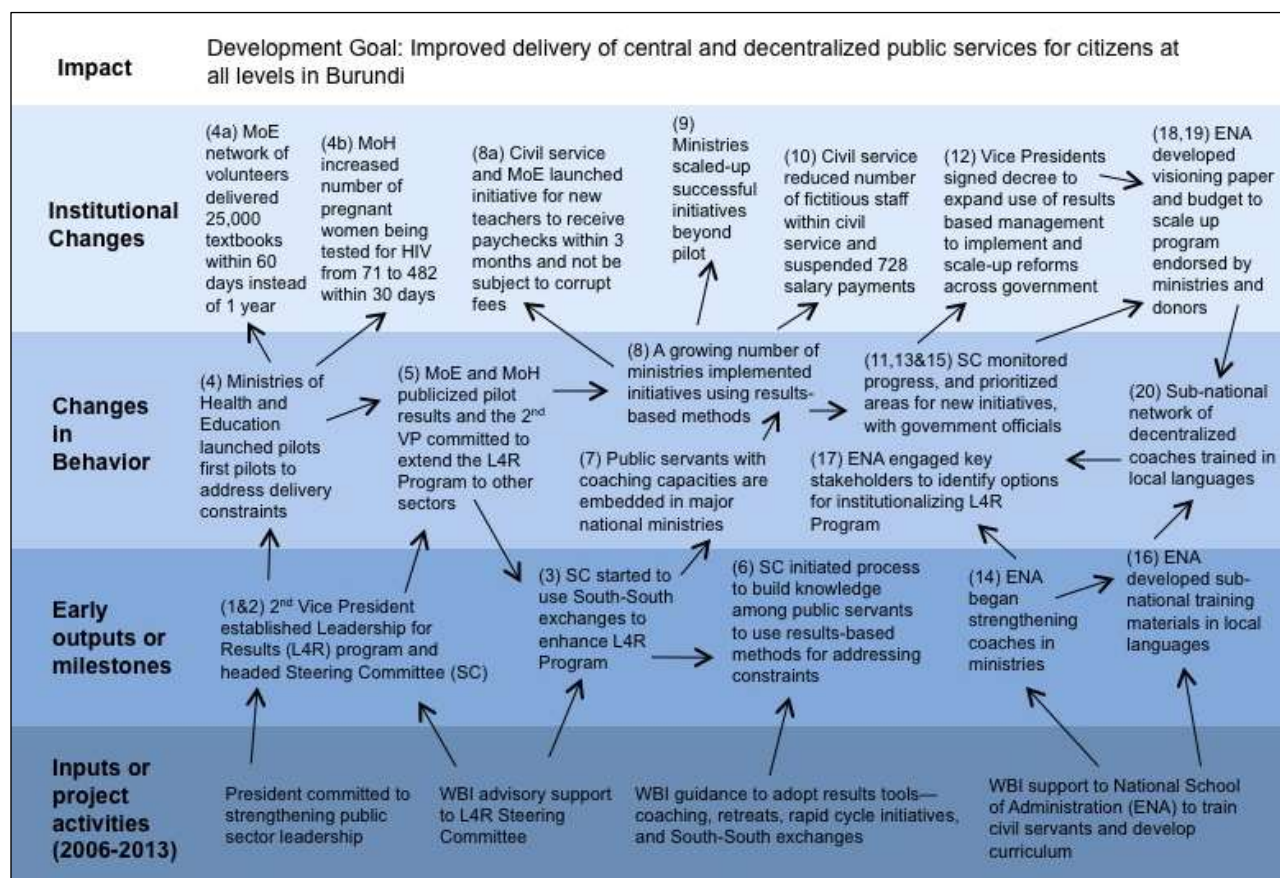 Impact
Development Goal: Improved delivery of central and decentralized public services for citizens at
all levels in Burundi
Institutional
Changes
(4a) MoE
network of
volunteers
delivered
25,000
textbooks
within 60
days instead
of 1 year
(4b) MoH
increased
number of
pregnant
women being
tested for HIV
from 71 to 482
within 30 days
(8a) Civil service
and MoE launched
initiative for new
teachers to receive
paychecks within 3
months and not be
subject to corrupt
fees
(9)
Ministries
scaled-up
successful
initiatives
beyond
pilot
(10) Civil service
reduced number of
fictitious staff
within civil
service and
suspended 728
salary payments
(12) Vice Presidents
signed decree to
expand use of results
based management
to implement and
scale-up reforms
across government
(18,19) ENA
developed
visioning paper
and budget to
scale up
program
endorsed by
ministries and
donors
Changes
in
Behavior
(4) Ministries of
Health and
Education
launched pilots
first pilots to
address delivery
constraints
(5) MoE and MoH
publicized pilot
results and the 2nd
VP committed to
extend the L4R
Program to other
sectors
(8) A growing number of
ministries implemented
initiatives using results-
based methods
(7) Public servants with
coaching capacities are
embedded in major
national ministries
(11,13&15) SC monitored
progress, and prioritized
areas for new initiatives,
with government officials
(17) ENA engaged key
stakeholders to identify options
for institutionalizing L4R
Program
(20) Sub-national
network of
decentralized
coaches trained in
local languages
Early
outputs or
milestones
(1&2) 2nd Vice President
established Leadership for
Results (L4R) program and
headed Steering Committee (SC)
(3) SC started to
use South-South
exchanges to
enhance L4R
Program
(6) SC initiated process
to build knowledge
among public servants
to use results-based
methods for addressing
constraints
(14) ENA
began
strengthening
coaches in
ministries
(16) ENA
developed sub-
national training
materials in local
languages
Inputs or
project
activities
(2006-2013)
President committed to
strengthening public
sector leadership
WBI advisory support
to L4R Steering
Committee
WBI guidance to adopt results tools—
coaching, retreats, rapid cycle initiatives,
and South-South exchanges
WBI support to National School
of Administration (ENA) to train
civil servants and develop
curriculum